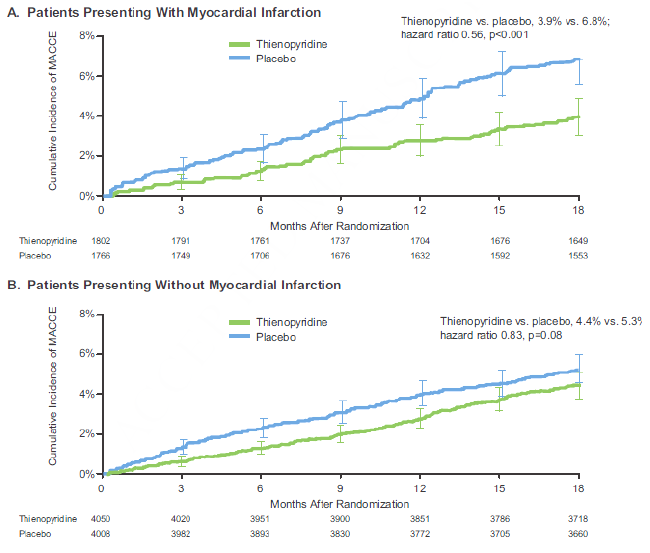 A. Patients Presenting With Myocardial Infarction
Thienopyridine vs. placebo, 3.9% vs. 6.8%;
hazard ratio 0.56, p<0.001
Thienopyridine
Placebo
Cumulative Incidence of MACCE
8%
6%
4%
2%
0%
0 3 6 9 12 15 18
Months After Randomization
Thienopyridine 1802 1791 1761 1737 1704 1676 1649
Placebo 1766 1749 1706 1676 1632 1592 1553
B. Patients Presenting Without Myocardial Infarction
Thienopyridine vs. placebo, 4.4% vs. 5.3%
hazard ratio 0.83, p=0.08
Thienopyridine
Placebo
Cumulative Incidence of MACCE
8%
6%
4%
2%
0%
0 3 6 9 12 15 18
Months After Randomization
Thienopyridine 4050 4020 3951 3900 3851 3786 3718
Placebo 4008 3982 3893 3830 3772 3705 3660